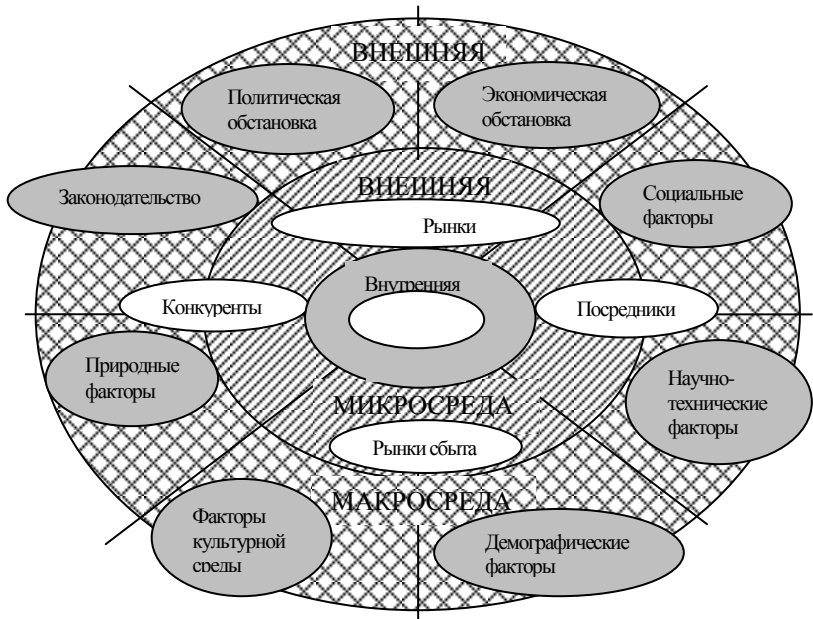 ВНЕШНЯЯ
Политическая
обстановка
Экономическая
обстановка
ВНЕШНЯЯ
Законодательство
Социальные
факторы
Рынки
Внутренняя
Конкуренты
Посредники
Природные
факторы
Научно-
технические
факторы
МИКРОСРЕДА
Рынки сбыта
МАКРОСРЕДА
Факторы
культурной
среды
Демографические
факторы